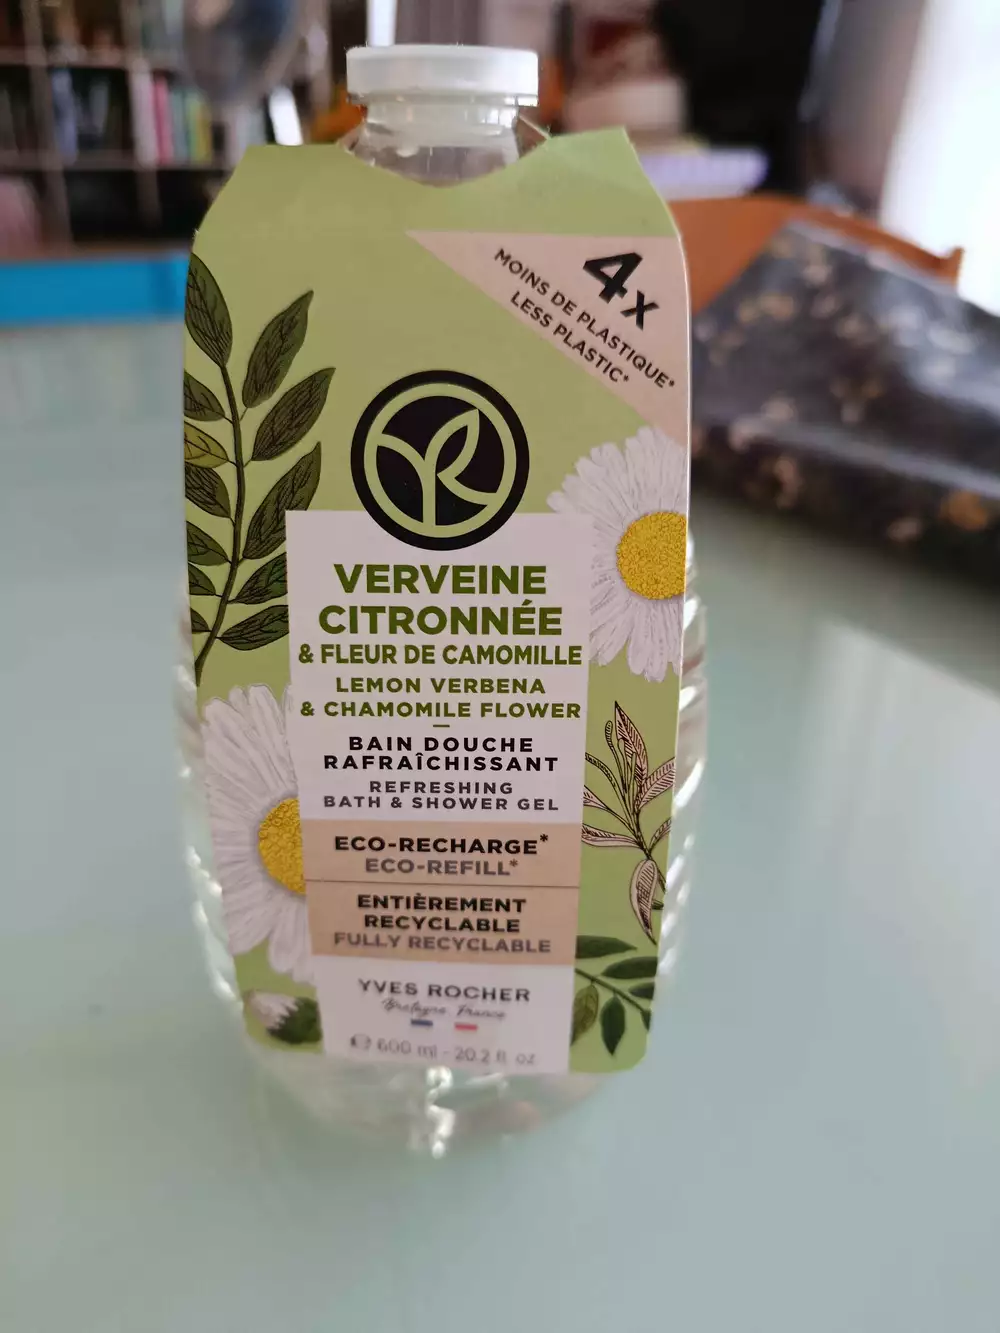 4x
MOINS DE PLASTIQUE*
LESS PLASTIC*
VERVEINE
CITRONNÉE
& FLEUR DE CAMOMILLE
LEMON VERBENA
& CHAMOMILE FLOWER
BAIN DOUCHE
RAFRAÎCHISSANT
REFRESHING
BATH & SHOWER GEL
ECO-RECHARGE*
ECO-REFILL*
ENTIÈREMENT
RECYCLABLE
FULLY RECYCLABLE
YVES ROCHER
Bretagne France
℮ 600 ml - 20.2 fl. oz